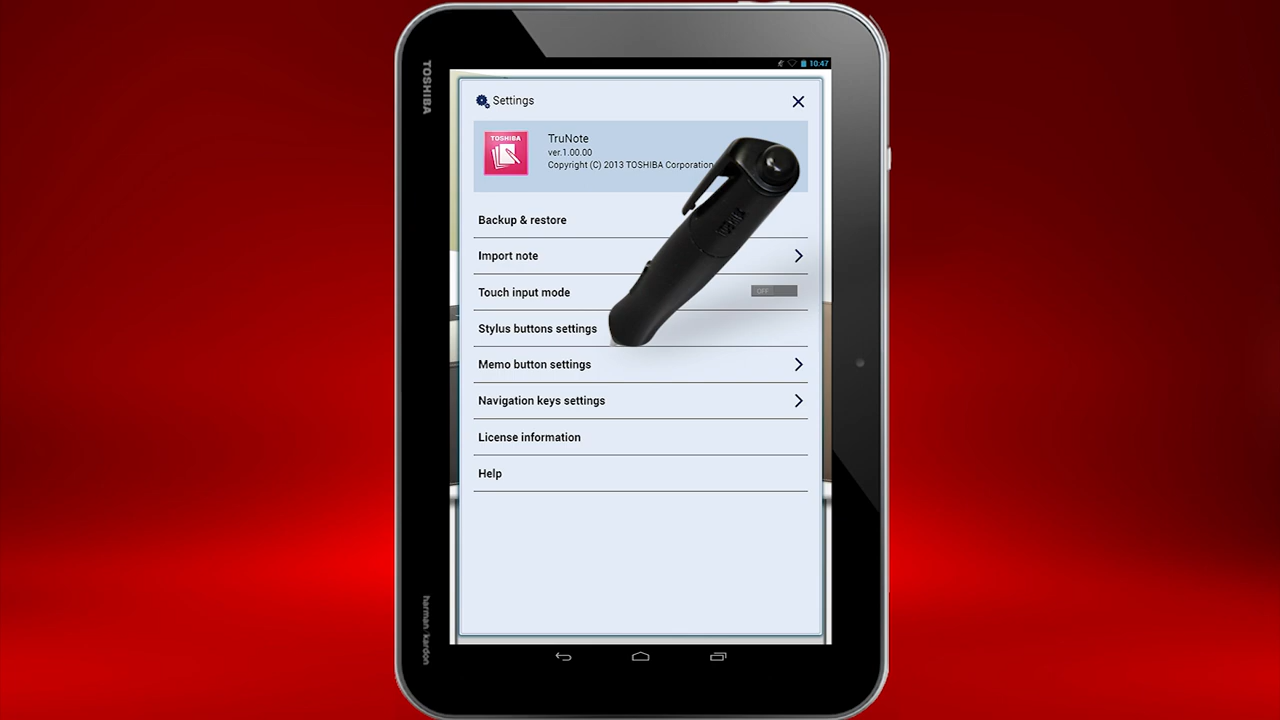 TOSHIBA
10:47
Settings
TOSHIBA
TruNote
ver.1.00.00
Copyright (C) 2013 TOSHIBA Corporation
TOSHIBA
Backup & restore
Import note
Touch input mode
OFF
Stylus buttons settings
Memo button settings
Navigation keys settings
License information
Help
harman/kardon